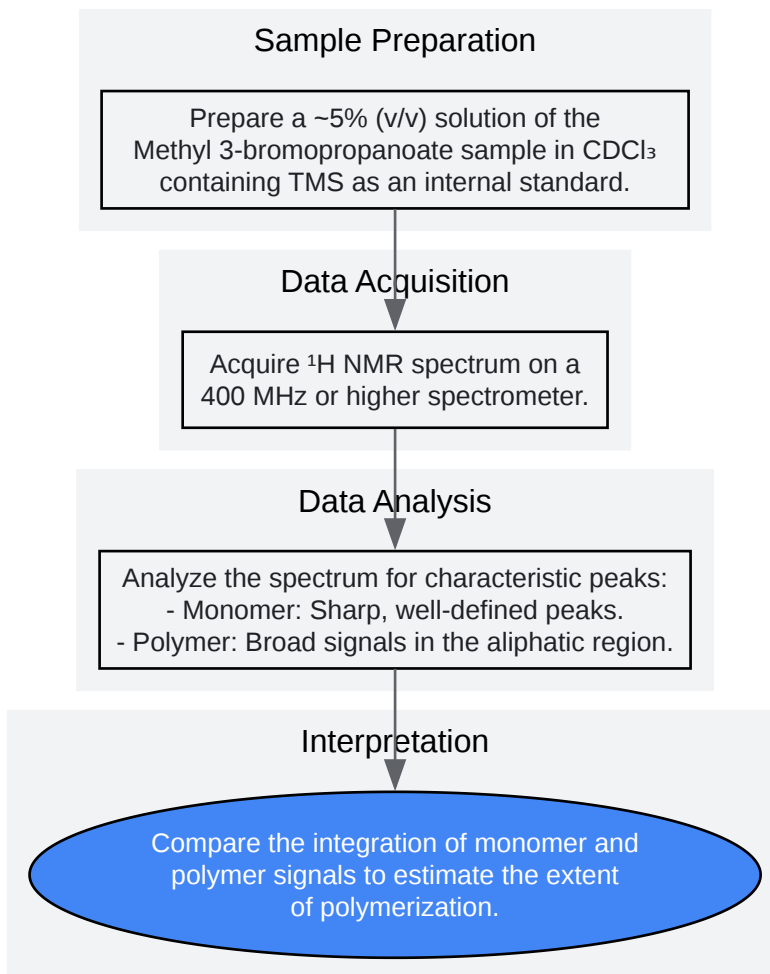 Sample Preparation
Prepare a ~5% (v/v) solution of the
Methyl 3-bromopropanoate sample in CDCl₃
containing TMS as an internal standard.
Data Acquisition
Acquire ¹H NMR spectrum on a
400 MHz or higher spectrometer.
Data Analysis
Analyze the spectrum for characteristic peaks:
- Monomer: Sharp, well-defined peaks.
- Polymer: Broad signals in the aliphatic region.
Interpretation
Compare the integration of monomer and
polymer signals to estimate the extent
of polymerization.